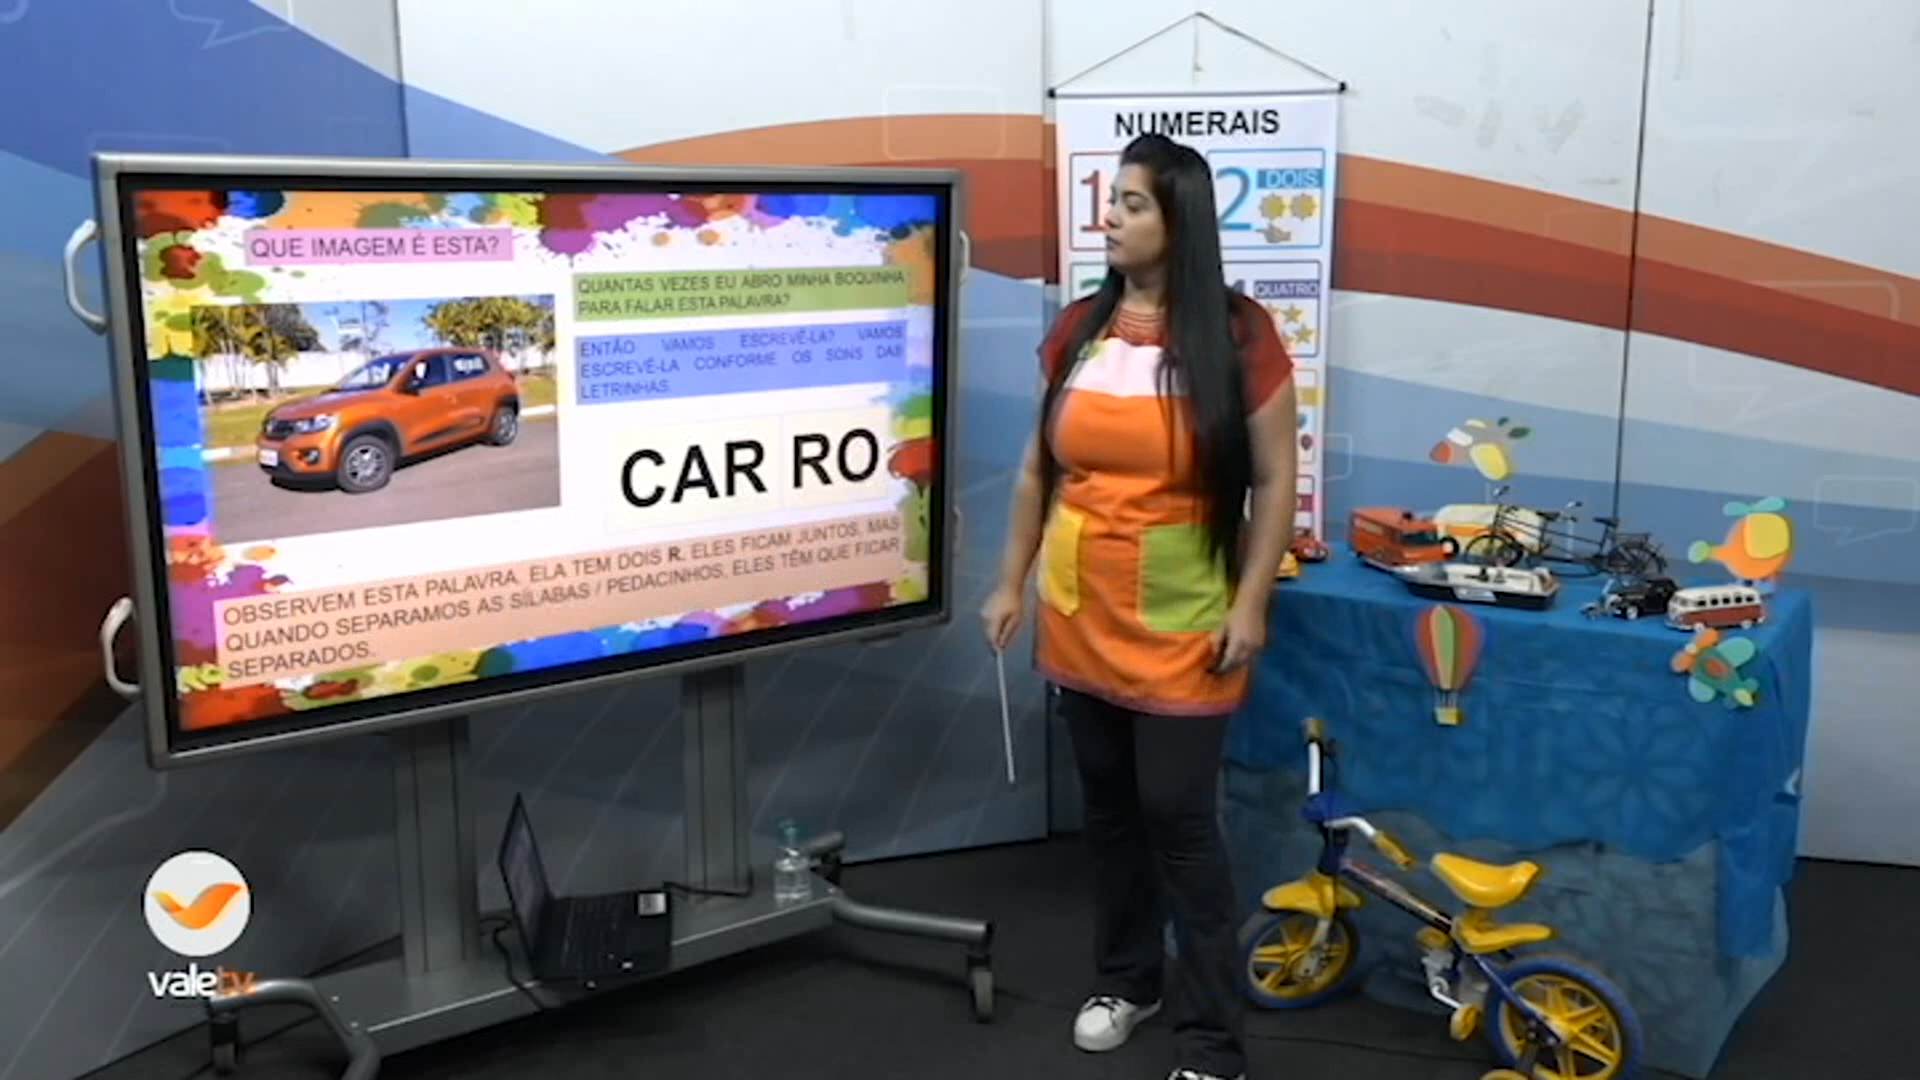 QUE IMAGEM É ESTA?
QUANTAS VEZES EU ABRO MINHA BOQUINHA
PARA FALAR ESTA PALAVRA?
ENTÃO VAMOS ESCREVÊ-LA? VAMOS
ESCREVÊ-LA CONFORME OS SONS DAS
LETRINHAS.
CAR RO
OBSERVEM ESTA PALAVRA. ELA TEM DOIS R. ELES FICAM JUNTOS, MAS
QUANDO SEPARAMOS AS SÍLABAS / PEDACINHOS, ELES TÊM QUE FICAR
SEPARADOS.
NUMERAIS
1
2 DOIS
QUATRO
valetv